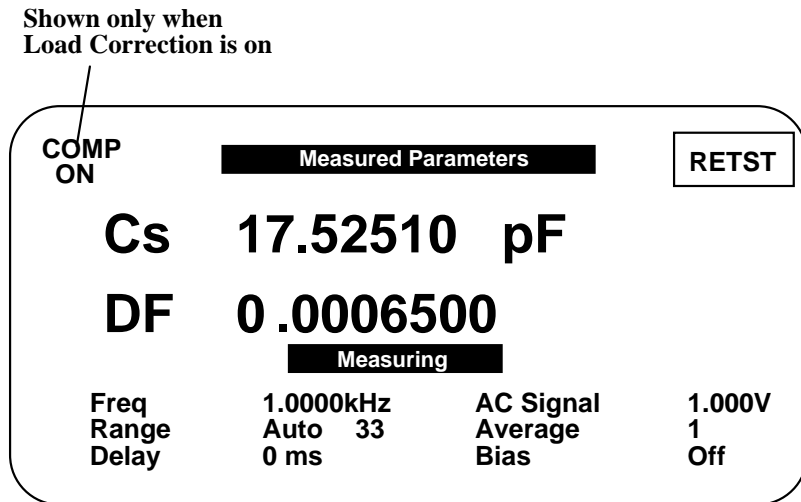 Shown only when
Load Correction is on
COMP
ON
Measured Parameters
RETST
Cs 17.52510 pF
DF 0.0006500
Measuring
Freq 1.0000kHz AC Signal 1.000V
Range Auto 33 Average 1
Delay 0 ms Bias Off